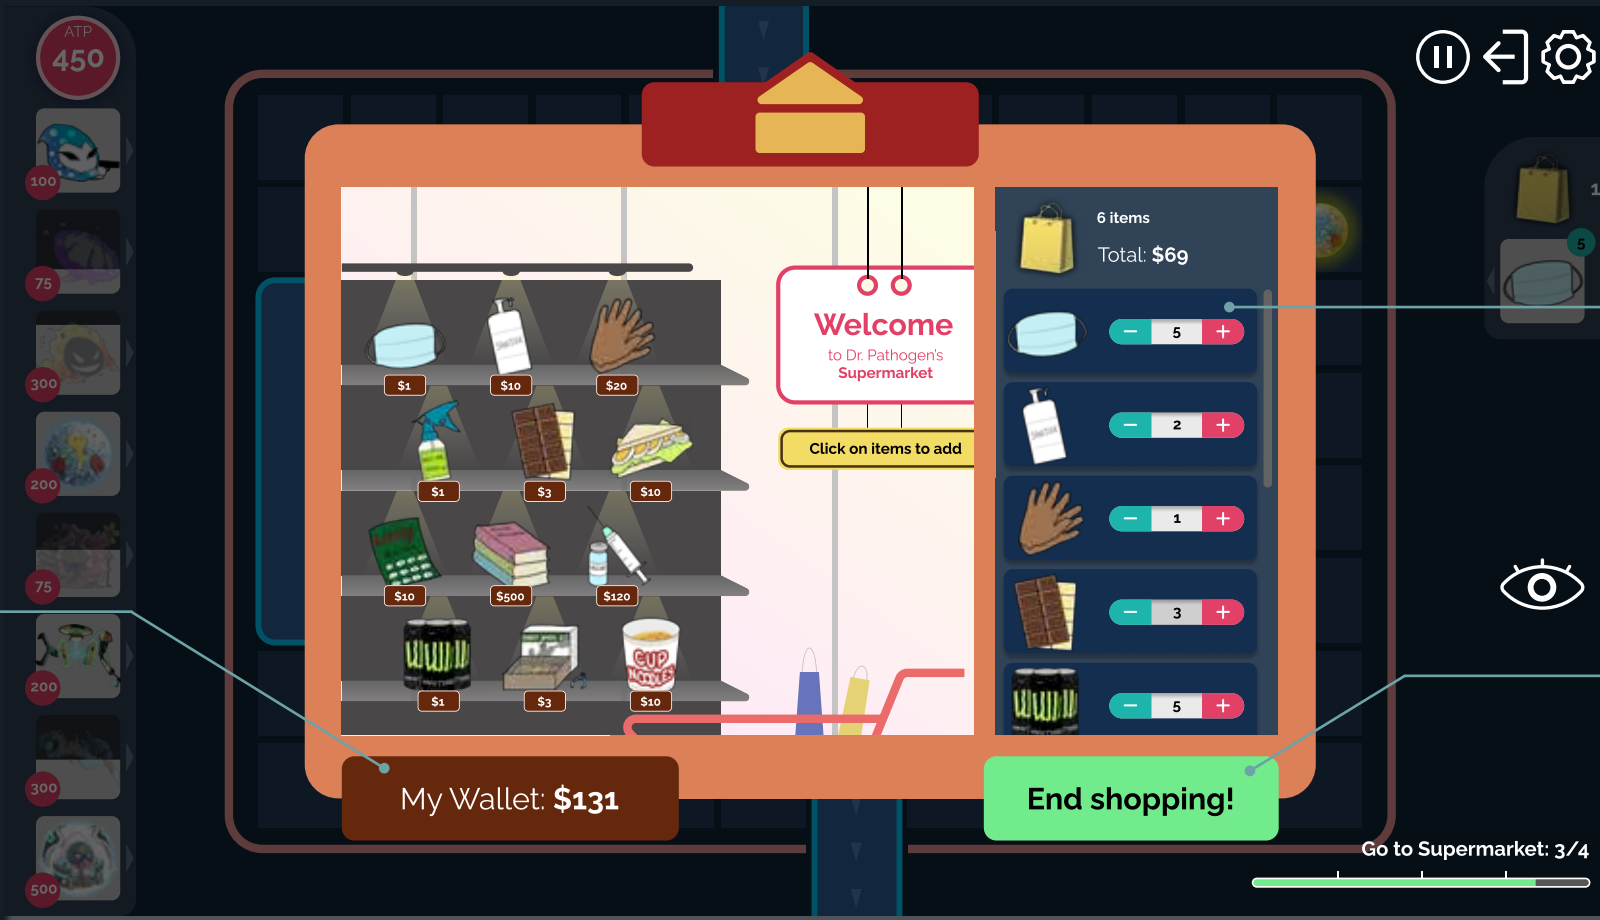 ATP
450
100
75
300
200
75
200
300
500
Welcome
to Dr. Pathogen's
Supermarket
Click on items to add
$1
$10
$20
$1
$3
$10
$10
$500
$120
$1
$3
$10
CUP
NOODLES
6 items
Total: $69
5
2
1
3
5
5
My Wallet: $131
End shopping!
Go to Supermarket: 3/4